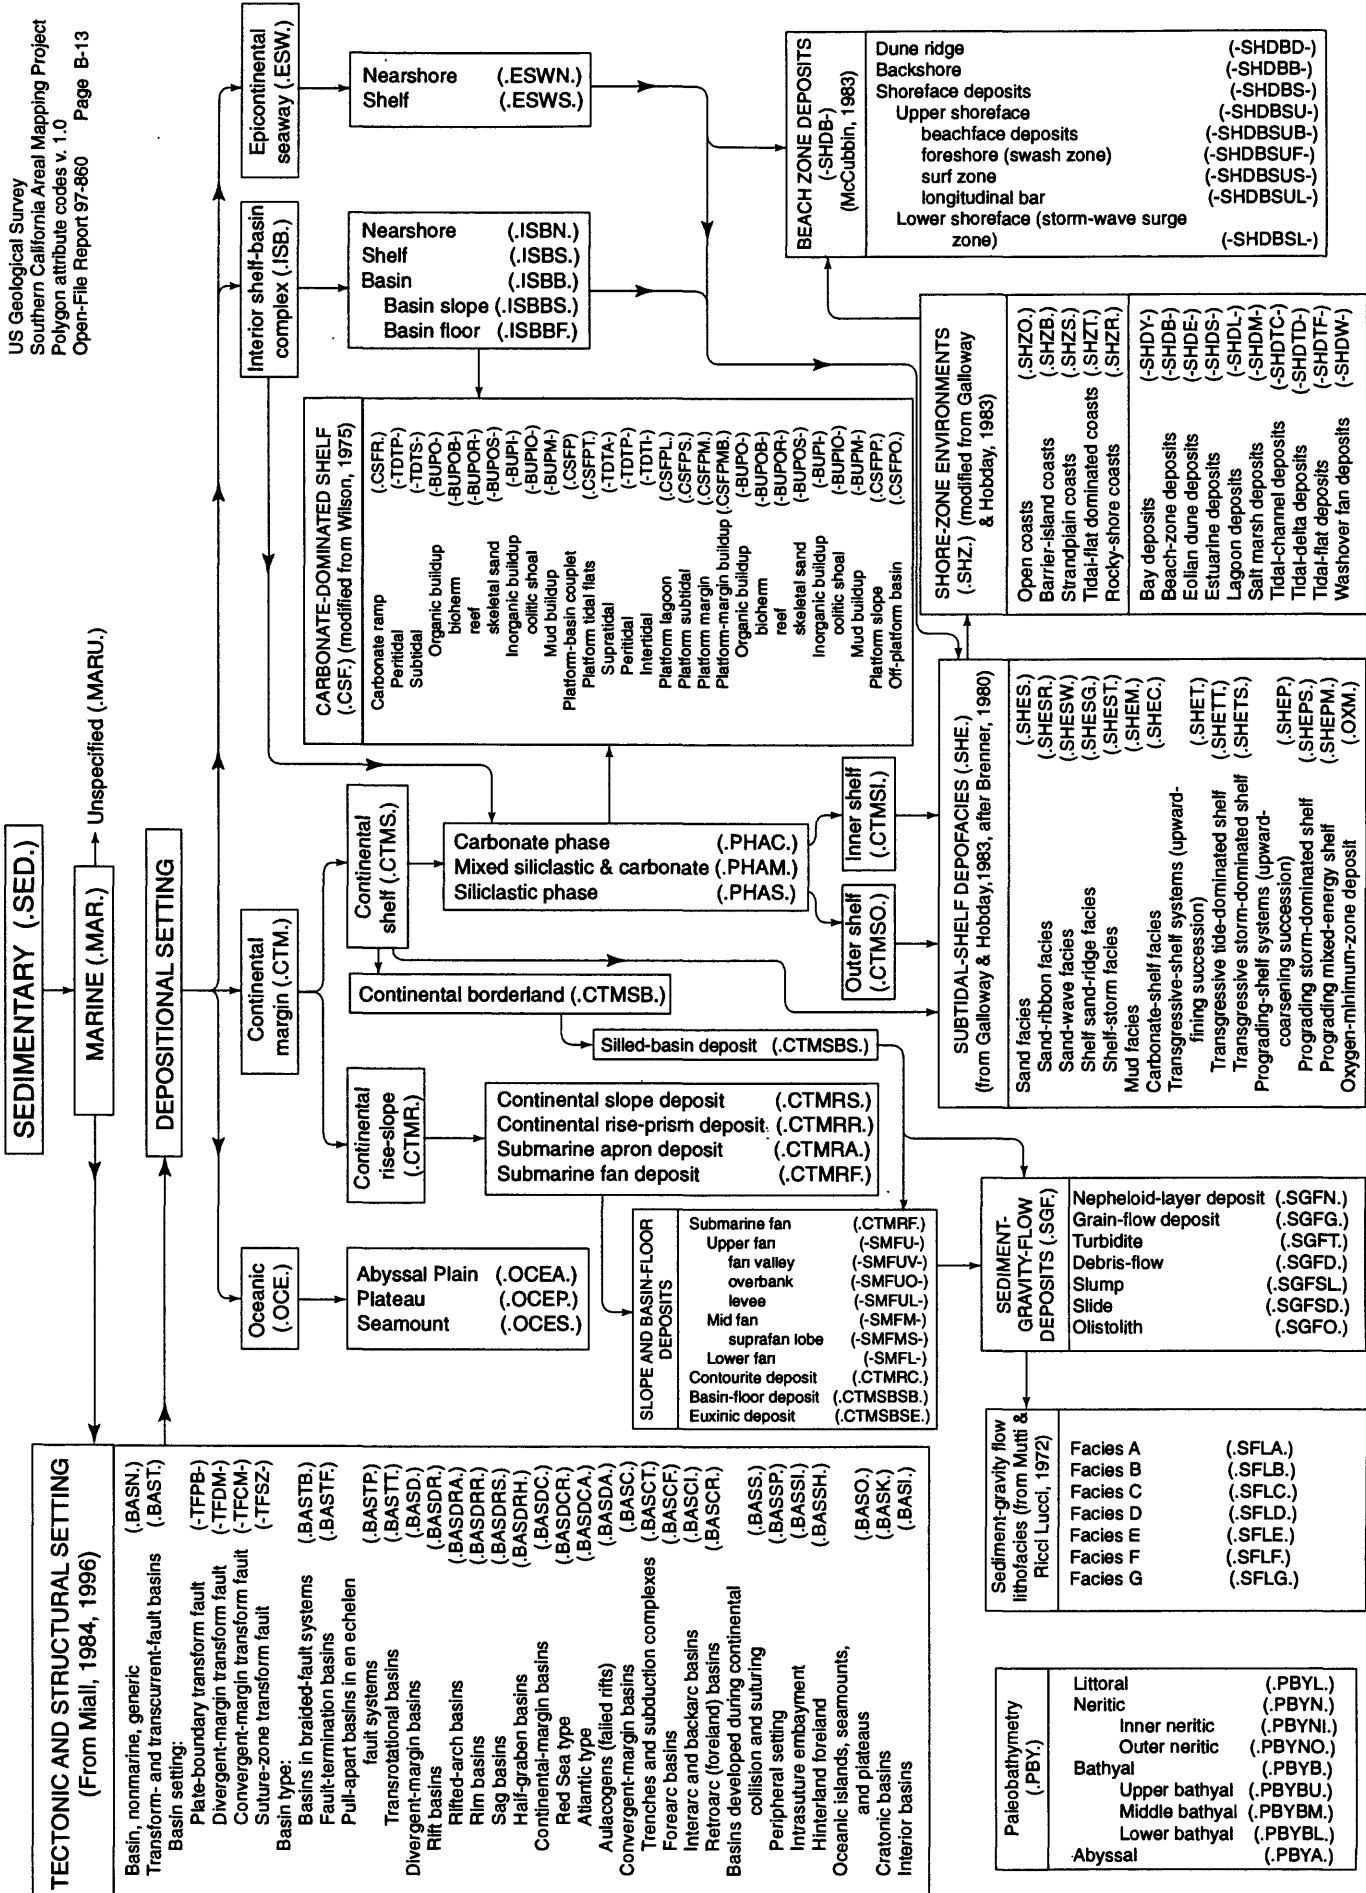 US Geological Survey
Southern California Areal Mapping Project
Polygon attribute codes v. 1.0
Open-File Report 97-860 Page B-13
SEDIMENTARY (.SED.)
MARINE (.MAR.)
Unspecified (.MARU.)
DEPOSITIONAL SETTING
TECTONIC AND STRUCTURAL SETTING
(From Miall, 1984, 1996)
Basin, nonmarine, generic (.BASN.)
Transform- and transcurrent-fault basins (.BAST.)
Basin setting:
Plate-boundary transform fault (-TFPB-)
Divergent-margin transform fault (-TFDM-)
Convergent-margin transform fault (-TFCM-)
Suture-zone transform fault (-TFSZ-)
Basin type:
Basins in braided-fault systems (.BASTB.)
Fault-termination basins (.BASTF.)
Pull-apart basins in en echelen
fault systems (.BASTP.)
Transrotational basins (.BASTT.)
Divergent-margin basins (.BASD.)
Rift basins (.BASDR.)
Rifted-arch basins (.BASDRA.)
Rim basins (.BASDRR.)
Sag basins (.BASDRS.)
Half-graben basins (.BASDRH.)
Continental-margin basins (.BASDC.)
Red Sea type (.BASDCR.)
Atlantic type (.BASDCA.)
Aulacogens (failed rifts) (.BASDA.)
Convergent-margin basins (.BASC.)
Trenches and subduction complexes (.BASCT.)
Forearc basins (.BASCF.)
Interarc and backarc basins (.BASCI.)
Retroarc (foreland) basins (.BASCR.)
Basins developed during continental
collision and suturing (.BASS.)
Peripheral setting (.BASSP.)
Intrasuture embayment (.BASSI.)
Hinterland foreland (.BASSH.)
Oceanic islands, seamounts,
and plateaus (.BASO.)
Cratonic basins (.BASK.)
Interior basins (.BASI.)
Oceanic
(.OCE.)
Abyssal Plain (.OCEA.)
Plateau (.OCEP.)
Seamount (.OCES.)
Continental
margin (.CTM.)
Continental
rise-slope
(.CTMR.)
Continental slope deposit (.CTMRS.)
Continental rise-prism deposit (.CTMRR.)
Submarine apron deposit (.CTMRA.)
Submarine fan deposit (.CTMRF.)
Continental
shelf (.CTMS.)
Continental borderland (.CTMSB.)
Silled-basin deposit (.CTMSBS.)
Carbonate phase (.PHAC.)
Mixed siliclastic & carbonate (.PHAM.)
Siliclastic phase (.PHAS.)
Outer shelf
(.CTMSO.)
Inner shelf
(.CTMSI.)
Interior shelf-basin
complex (.ISB.)
Nearshore (.ISBN.)
Shelf (.ISBS.)
Basin (.ISBB.)
Basin slope (.ISBBS.)
Basin floor (.ISBBF.)
Epicontinental
seaway (.ESW.)
Nearshore (.ESWN.)
Shelf (.ESWS.)
CARBONATE-DOMINATED SHELF
(.CSF.) (modified from Wilson, 1975)
Carbonate ramp (.CSFR.)
Peritidal (-TDTP-)
Subtidal (-TDTS-)
Organic buildup (-BUPO-)
bioherm (-BUPOB-)
reef (-BUPOR-)
skeletal sand (-BUPOS-)
Inorganic buildup (-BUPI-)
oolitic shoal (-BUPIO-)
Mud buildup (-BUPM-)
Platform-basin couplet (.CSFP)
Platform tidal flats (.CSFPT.)
Supratidal (-TDTA-)
Peritidal (-TDTP-)
Intertidal (-TDTI-)
Platform lagoon (.CSFPL.)
Platform subtidal (.CSFPS.)
Platform margin (.CSFPM.)
Platform-margin buildup (.CSFPMB.)
Organic buildup (-BUPO-)
bioherm (-BUPOB-)
reef (-BUPOR-)
skeletal sand (-BUPOS-)
Inorganic buildup (-BUPI-)
oolitic shoal (-BUPIO-)
Mud buildup (-BUPM-)
Platform slope (.CSFPP.)
Off-platform basin (.CSFPO.)
SLOPE AND BASIN-FLOOR
DEPOSITS
Submarine fan (.CTMRF.)
Upper fan (-SMFU-)
fan valley (-SMFUV-)
overbank (-SMFUO-)
levee (-SMFUL-)
Mid fan (-SMFM-)
suprafan lobe (-SMFMS-)
Lower fan (-SMFL-)
Contourite deposit (.CTMRC.)
Basin-floor deposit (.CTMSBSB.)
Euxinic deposit (.CTMSBSE.)
BEACH ZONE DEPOSITS
(-SHDB-)
(McCubbin, 1983)
Dune ridge (-SHDBD-)
Backshore (-SHDBB-)
Shoreface deposits (-SHDBS-)
Upper shoreface (-SHDBSU-)
beachface deposits (-SHDBSUB-)
foreshore (swash zone) (-SHDBSUF-)
surf zone (-SHDBSUS-)
longitudinal bar (-SHDBSUL-)
Lower shoreface (storm-wave surge
zone) (-SHDBSL-)
SHORE-ZONE ENVIRONMENTS
(.SHZ.) (modified from Galloway
& Hobday, 1983)
Open coasts (.SHZO.)
Barrier-island coasts (.SHZB.)
Strandplain coasts (.SHZS.)
Tidal-flat dominated coasts (.SHZT.)
Rocky-shore coasts (.SHZR.)
Bay deposits (-SHDY-)
Beach-zone deposits (-SHDB-)
Eolian dune deposits (-SHDE-)
Estuarine deposits (-SHDS-)
Lagoon deposits (-SHDL-)
Salt marsh deposits (-SHDM-)
Tidal-channel deposits (-SHDTC-)
Tidal-delta deposits (-SHDTD-)
Tidal-flat deposits (-SHDTF-)
Washover fan deposits (-SHDW-)
SUBTIDAL-SHELF DEPOFACIES (.SHE.)
(from Galloway & Hobday,1983, after Brenner, 1980)
Sand facies (.SHES.)
Sand-ribbon facies (.SHESR.)
Sand-wave facies (.SHESW.)
Shelf sand-ridge facies (.SHESG.)
Shelf-storm facies (.SHEST.)
Mud facies (.SHEM.)
Carbonate-shelf facies (.SHEC.)
Transgressive-shelf systems (upward-
fining succession) (.SHET.)
Transgressive tide-dominated shelf (.SHETT.)
Transgressive storm-dominated shelf (.SHETS.)
Prograding-shelf systems (upward-
coarsening succession) (.SHEP.)
Prograding storm-dominated shelf (.SHEPS.)
Prograding mixed-energy shelf (.SHEPM.)
Oxygen-minimum-zone deposit (.OXM.)
SEDIMENT-
GRAVITY-FLOW
DEPOSITS (.SGF.)
Nepheloid-layer deposit (.SGFN.)
Grain-flow deposit (.SGFG.)
Turbidite (.SGFT.)
Debris-flow (.SGFD.)
Slump (.SGFSL.)
Slide (.SGFSD.)
Olistolith (.SGFO.)
Sediment-gravity flow
lithofacies (from Mutti &
Ricci Lucci, 1972)
Facies A (.SFLA.)
Facies B (.SFLB.)
Facies C (.SFLC.)
Facies D (.SFLD.)
Facies E (.SFLE.)
Facies F (.SFLF.)
Facies G (.SFLG.)
Paleobathymetry
(.PBY.)
Littoral (.PBYL.)
Neritic (.PBYN.)
Inner neritic (.PBYNI.)
Outer neritic (.PBYNO.)
Bathyal (.PBYB.)
Upper bathyal (.PBYBU.)
Middle bathyal (.PBYBM.)
Lower bathyal (.PBYBL.)
Abyssal (.PBYA.)